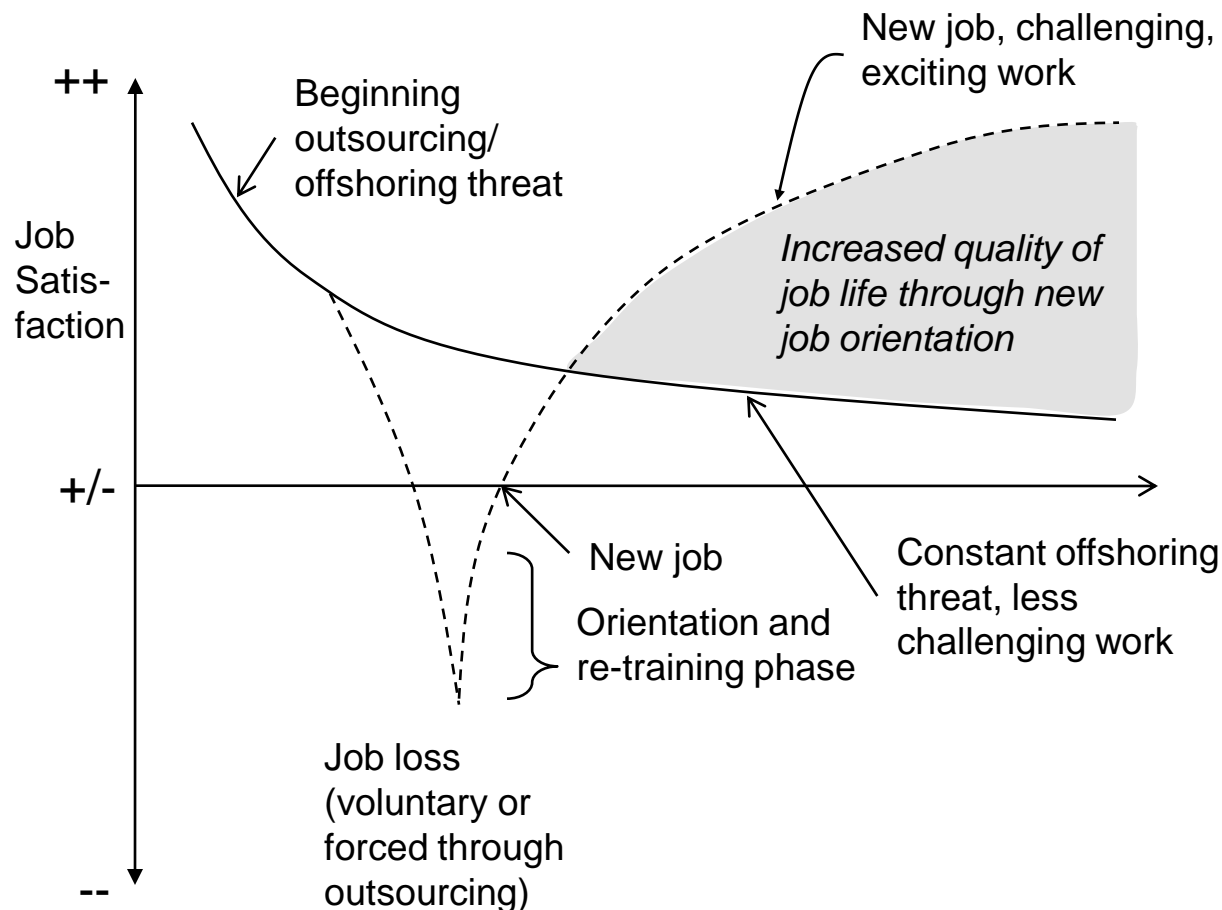 New job, challenging,
exciting work
++
Beginning
outsourcing/
offshoring threat
Job
Satis-
faction
Increased quality of
job life through new
job orientation
+/-
New job
Constant offshoring
threat, less
challenging work
Orientation and
re-training phase
Job loss
(voluntary or
forced through
outsourcing)
--